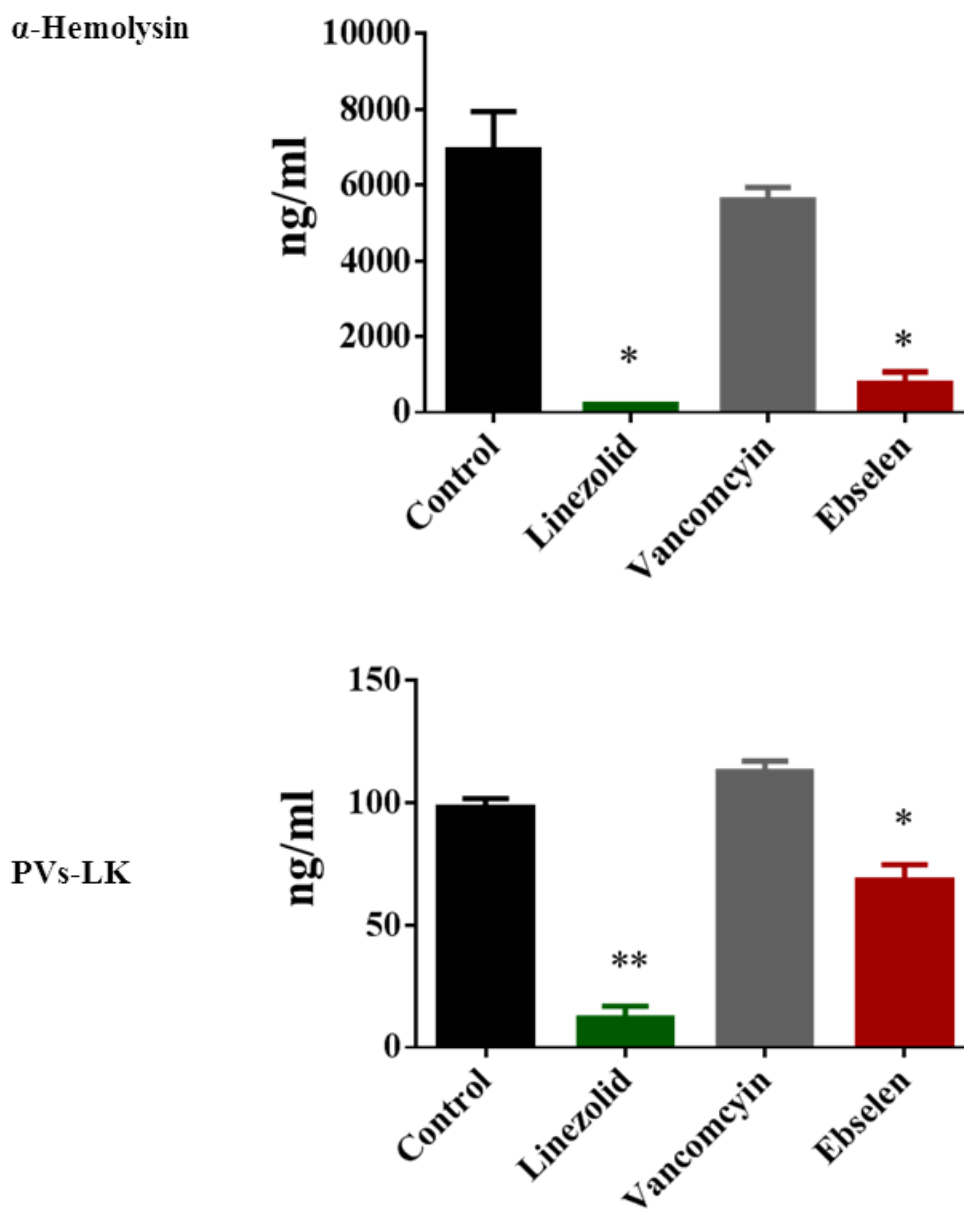 α-Hemolysin
10000
8000
6000
4000
2000
0
ng/ml
*
*
Control
Linezolid
Vancomcyin
Ebselen
PVs-LK
150
100
50
0
ng/ml
**
*
Control
Linezolid
Vancomcyin
Ebselen